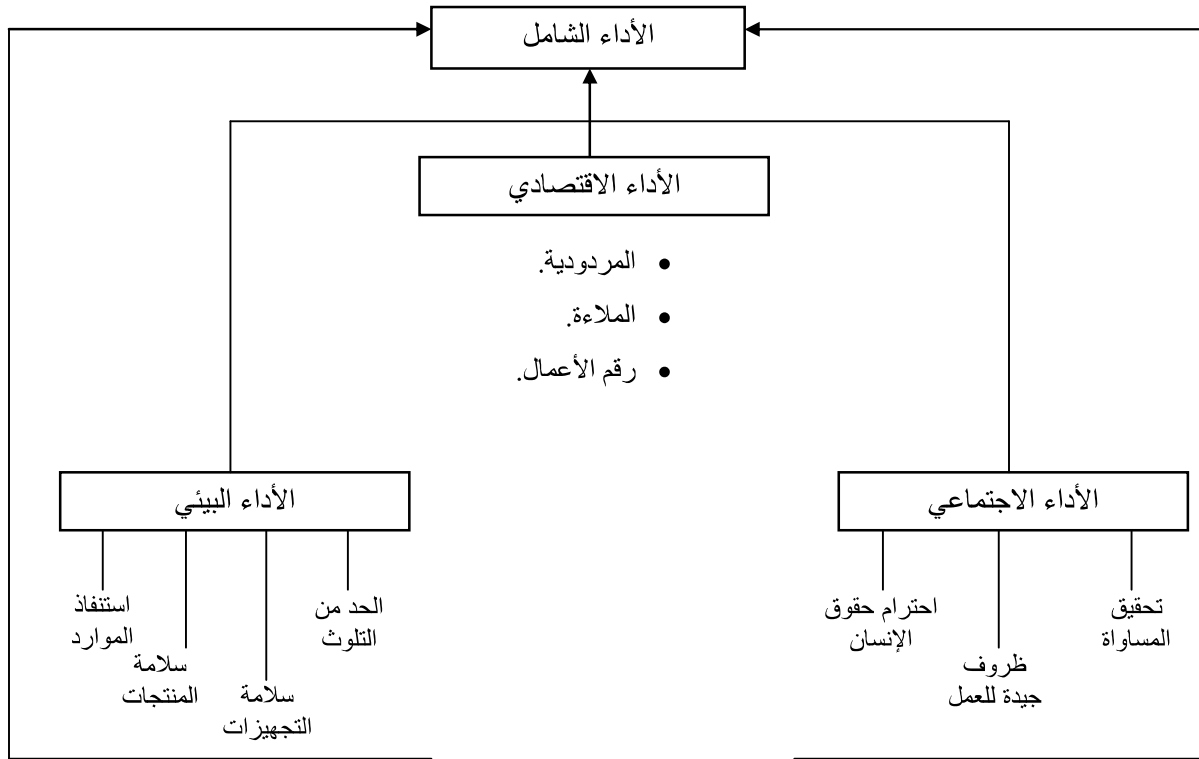 الأداء الشامل
الأداء الاقتصادي
• المردودية.
• الملاءة.
• رقم الأعمال.
الأداء الاجتماعي
تحقيق
المساواة
ظروف
جيدة للعمل
احترام حقوق
الإنسان
الأداء البيئي
الحد من
التلوث
سلامة
التجهيزات
سلامة
المنتجات
استنفاذ
الموارد